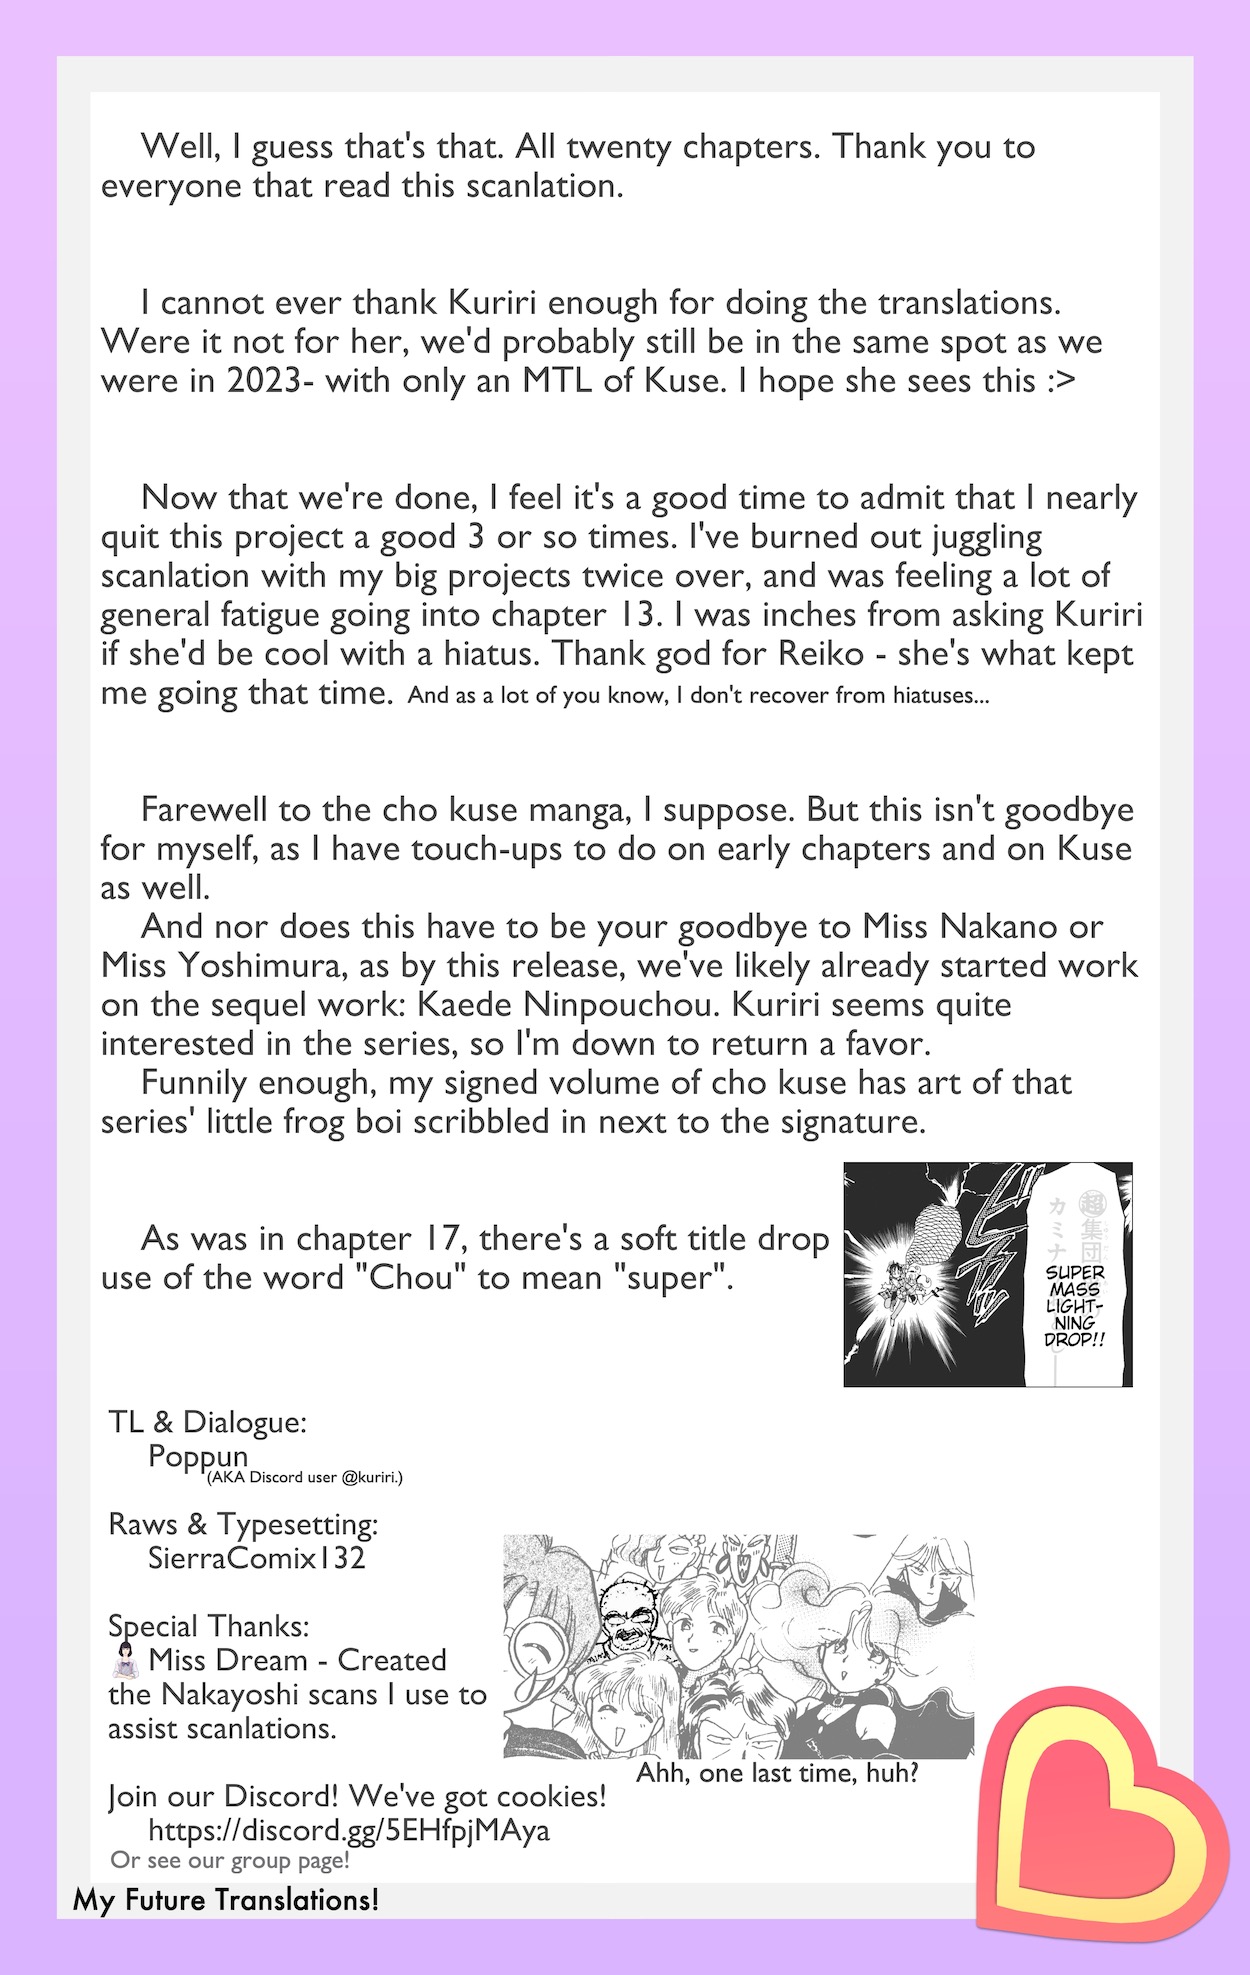 Well, I guess that's that. All twenty chapters. Thank you to
everyone that read this scanlation.
I cannot ever thank Kuriri enough for doing the translations.
Were it not for her, we'd probably still be in the same spot as we
were in 2023- with only an MTL of Kuse. I hope she sees this :>
Now that we're done, I feel it's a good time to admit that I nearly
quit this project a good 3 or so times. I've burned out juggling
scanlation with my big projects twice over, and was feeling a lot of
general fatigue going into chapter 13. I was inches from asking Kuriri
if she'd be cool with a hiatus. Thank god for Reiko - she's what kept
me going that time. And as a lot of you know, I don't recover from hiatuses...
Farewell to the cho kuse manga, I suppose. But this isn't goodbye
for myself, as I have touch-ups to do on early chapters and on Kuse
as well.
And nor does this have to be your goodbye to Miss Nakano or
Miss Yoshimura, as by this release, we've likely already started work
on the sequel work: Kaede Ninpouchou. Kuriri seems quite
interested in the series, so I'm down to return a favor.
Funnily enough, my signed volume of cho kuse has art of that
series' little frog boi scribbled in next to the signature.
As was in chapter 17, there's a soft title drop
use of the word "Chou" to mean "super".
超集団
カミナ
SUPER
MASS
LIGHT-
NING
DROP!!
TL & Dialogue:
Poppun
(AKA Discord user @kuriri.)
Raws & Typesetting:
SierraComix132
Special Thanks:
Miss Dream - Created
the Nakayoshi scans I use to
assist scanlations.
Ahh, one last time, huh?
Join our Discord! We've got cookies!
https://discord.gg/5EHfpjMAya
Or see our group page!
My Future Translations!